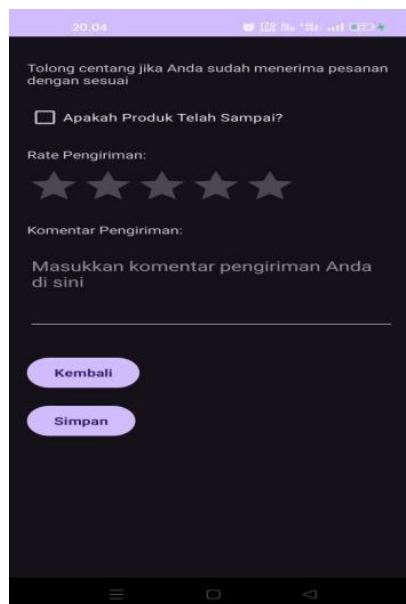 20.04
Tolong centang jika Anda sudah menerima pesanan
dengan sesuai
Apakah Produk Telah Sampai?
Rate Pengiriman:
Komentar Pengiriman:
Masukkan komentar pengiriman Anda
di sini
Kembali
Simpan